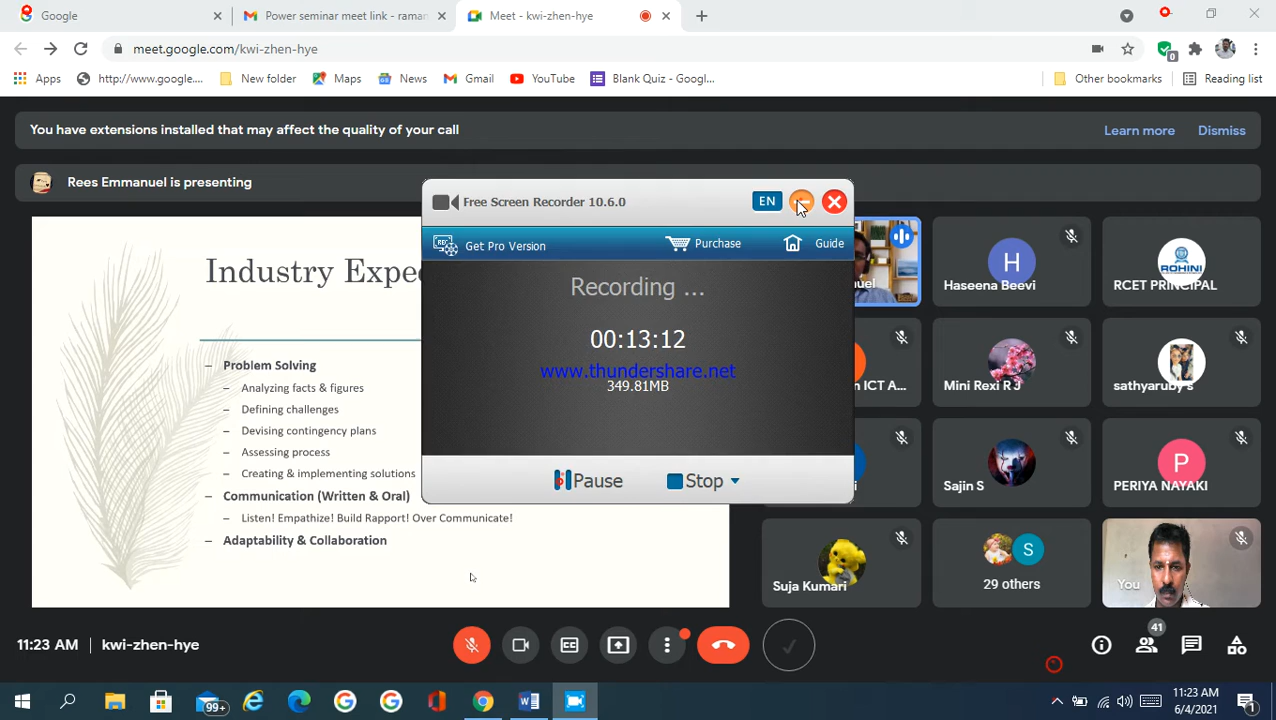 Google
Power seminar meet link - raman
Meet - kwi-zhen-hye
meet.google.com/kwi-zhen-hye
0
Apps
http://www.google....
New folder
Maps
News
Gmail
YouTube
Blank Quiz - Googl...
Other bookmarks
Reading list
You have extensions installed that may affect the quality of your call
Learn more
Dismiss
Rees Emmanuel is presenting
Free Screen Recorder 10.6.0
EN
Get Pro Version
Purchase
Guide
Recording ...
00:13:12
www.thundershare.net
349.81MB
Pause
Stop
– Problem Solving
– Analyzing facts & figures
– Defining challenges
– Devising contingency plans
– Assessing process
– Creating & implementing solutions
– Communication (Written & Oral)
– Listen! Empathize! Build Rapport! Over Communicate!
– Adaptability & Collaboration
H
Haseena Beevi
ROHINI
RCET PRINCIPAL
ICT A...
Mini Rexi R J
sathyaruby s
Sajin S
P
PERIYA NAYAKI
Suja Kumari
S
29 others
You
11:23 AM | kwi-zhen-hye
41
99+
11:23 AM
6/4/2021
1